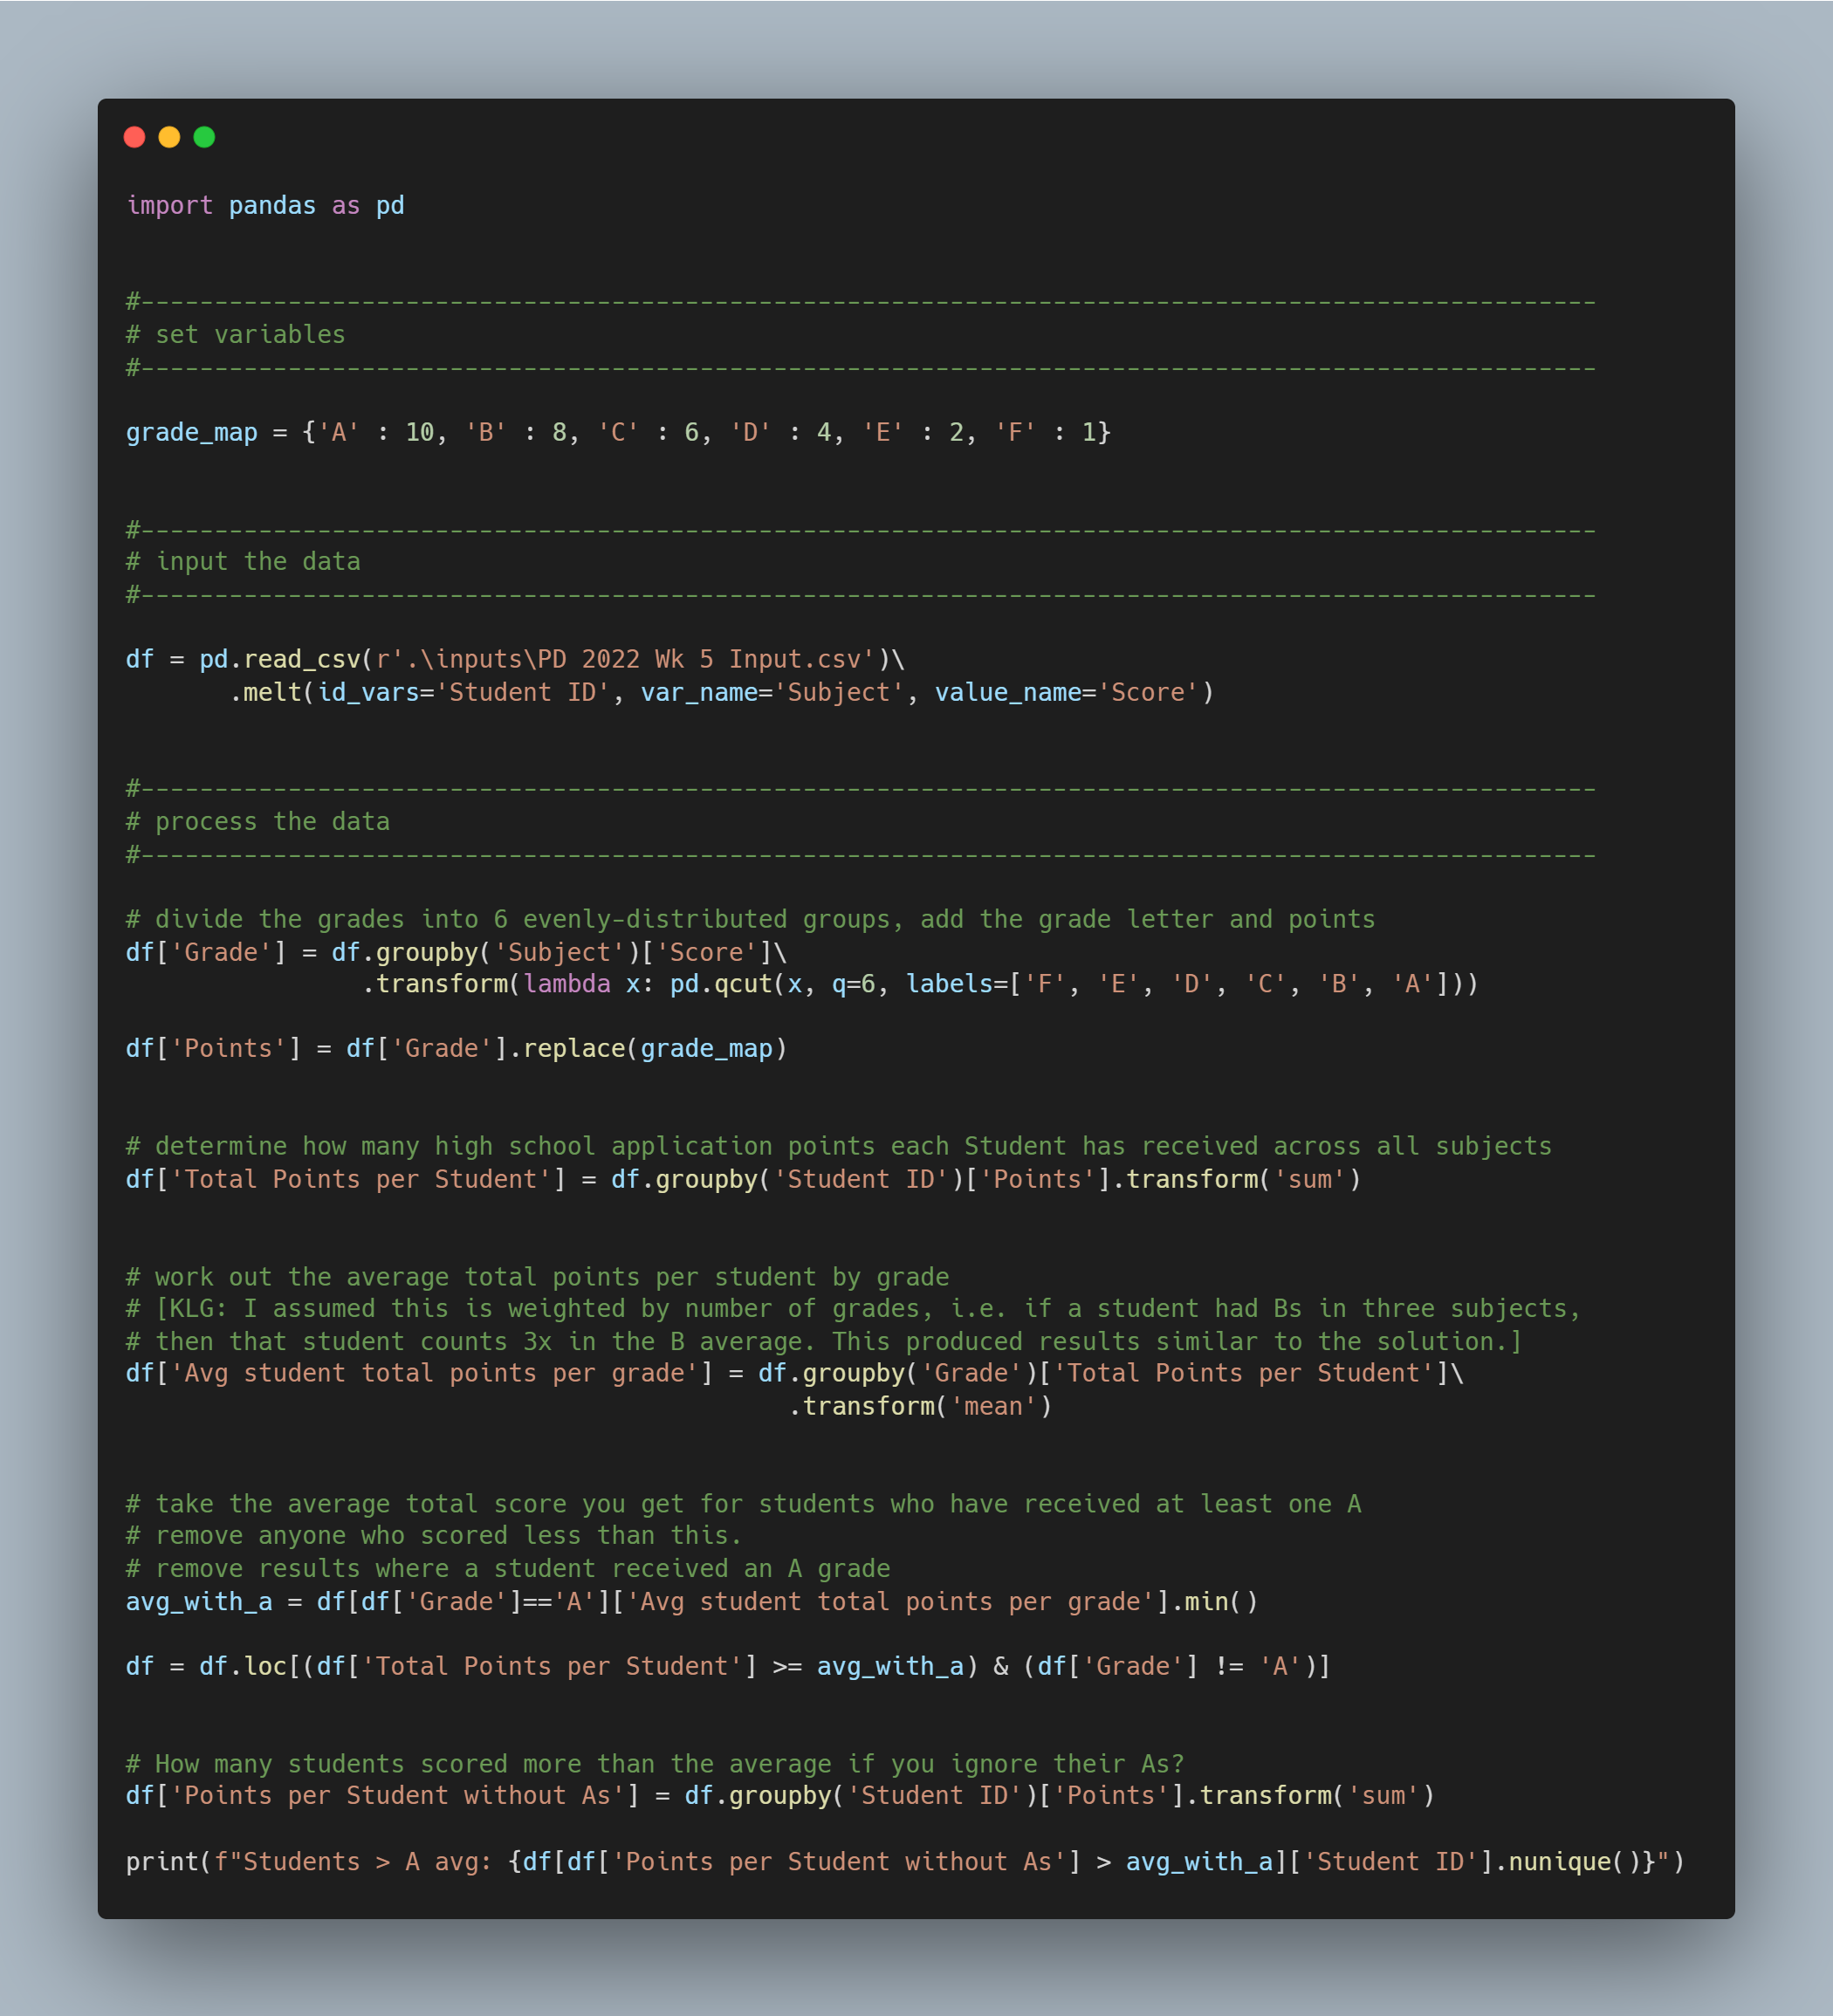 import pandas as pd
#---------------------------------------------------------------------------------------------------
# set variables
#---------------------------------------------------------------------------------------------------
grade_map = {'A' : 10, 'B' : 8, 'C' : 6, 'D' : 4, 'E' : 2, 'F' : 1}
#---------------------------------------------------------------------------------------------------
# input the data
#---------------------------------------------------------------------------------------------------
df = pd.read_csv(r'.\inputs\PD 2022 Wk 5 Input.csv')\
       .melt(id_vars='Student ID', var_name='Subject', value_name='Score')
#---------------------------------------------------------------------------------------------------
# process the data
#---------------------------------------------------------------------------------------------------
# divide the grades into 6 evenly-distributed groups, add the grade letter and points
df['Grade'] = df.groupby('Subject')['Score']\
                .transform(lambda x: pd.qcut(x, q=6, labels=['F', 'E', 'D', 'C', 'B', 'A']))
df['Points'] = df['Grade'].replace(grade_map)
# determine how many high school application points each Student has received across all subjects
df['Total Points per Student'] = df.groupby('Student ID')['Points'].transform('sum')
# work out the average total points per student by grade
# [KLG: I assumed this is weighted by number of grades, i.e. if a student had Bs in three subjects,
# then that student counts 3x in the B average. This produced results similar to the solution.]
df['Avg student total points per grade'] = df.groupby('Grade')['Total Points per Student']\
                                             .transform('mean')
# take the average total score you get for students who have received at least one A
# remove anyone who scored less than this.
# remove results where a student received an A grade
avg_with_a = df[df['Grade']=='A']['Avg student total points per grade'].min()
df = df.loc[(df['Total Points per Student'] >= avg_with_a) & (df['Grade'] != 'A')]
# How many students scored more than the average if you ignore their As?
df['Points per Student without As'] = df.groupby('Student ID')['Points'].transform('sum')
print(f"Students > A avg: {df[df['Points per Student without As'] > avg_with_a]['Student ID'].nunique()}")